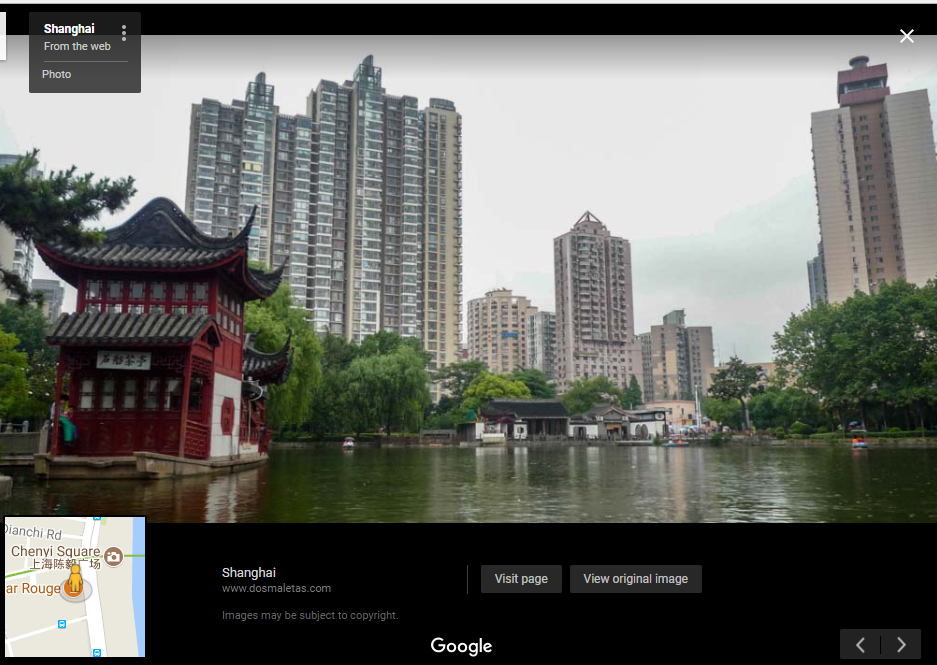 Shanghai
From the web
Photo
Dianchi Rd
Chenyi Square
上海陈毅广场
ar Rouge
Shanghai
www.dosmaletas.com
Images may be subject to copyright.
Visit page
View original image
Google